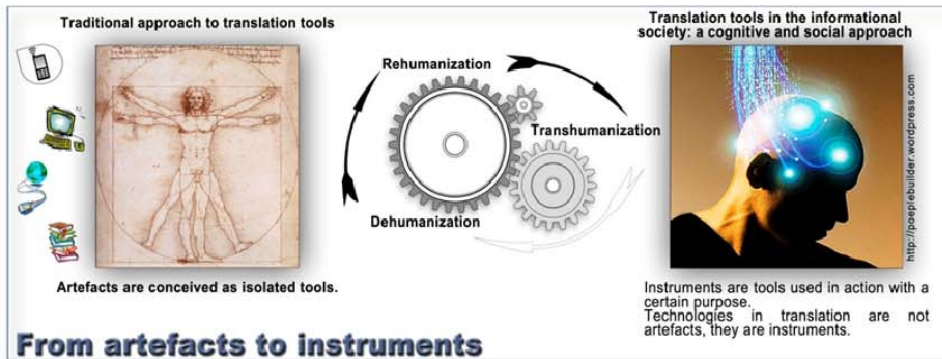 Traditional approach to translation tools
Artefacts are conceived as isolated tools.
Rehumanization
Transhumanization
Dehumanization
Translation tools in the informational
society: a cognitive and social approach
http://paeplebuilder.wordpress.com
Instruments are tools used in action with a
certain purpose.
Technologies in translation are not
artefacts, they are instruments.
From artefacts to instruments